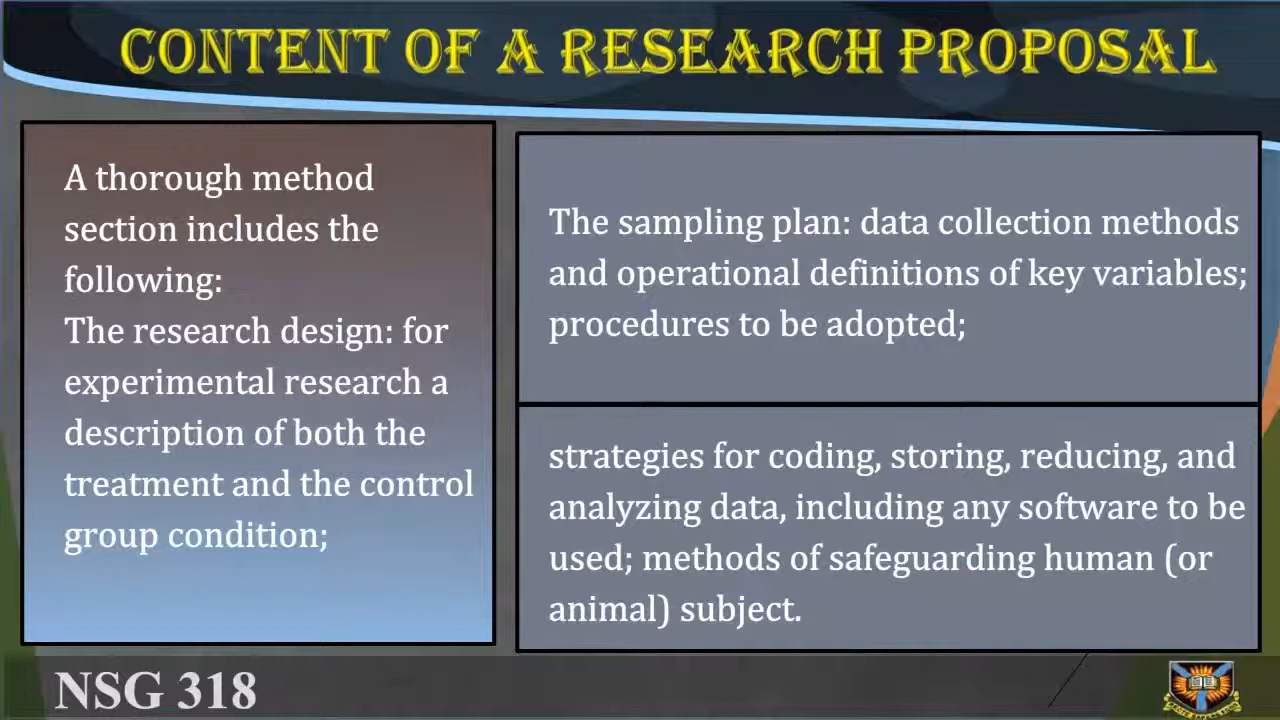 CONTENT OF A RESEARCH PROPOSAL
A thorough method
section includes the
following:
The research design: for
experimental research a
description of both the
treatment and the control
group condition;
The sampling plan: data collection methods
and operational definitions of key variables;
procedures to be adopted;
strategies for coding, storing, reducing, and
analyzing data, including any software to be
used; methods of safeguarding human (or
animal) subject.
NSG 318